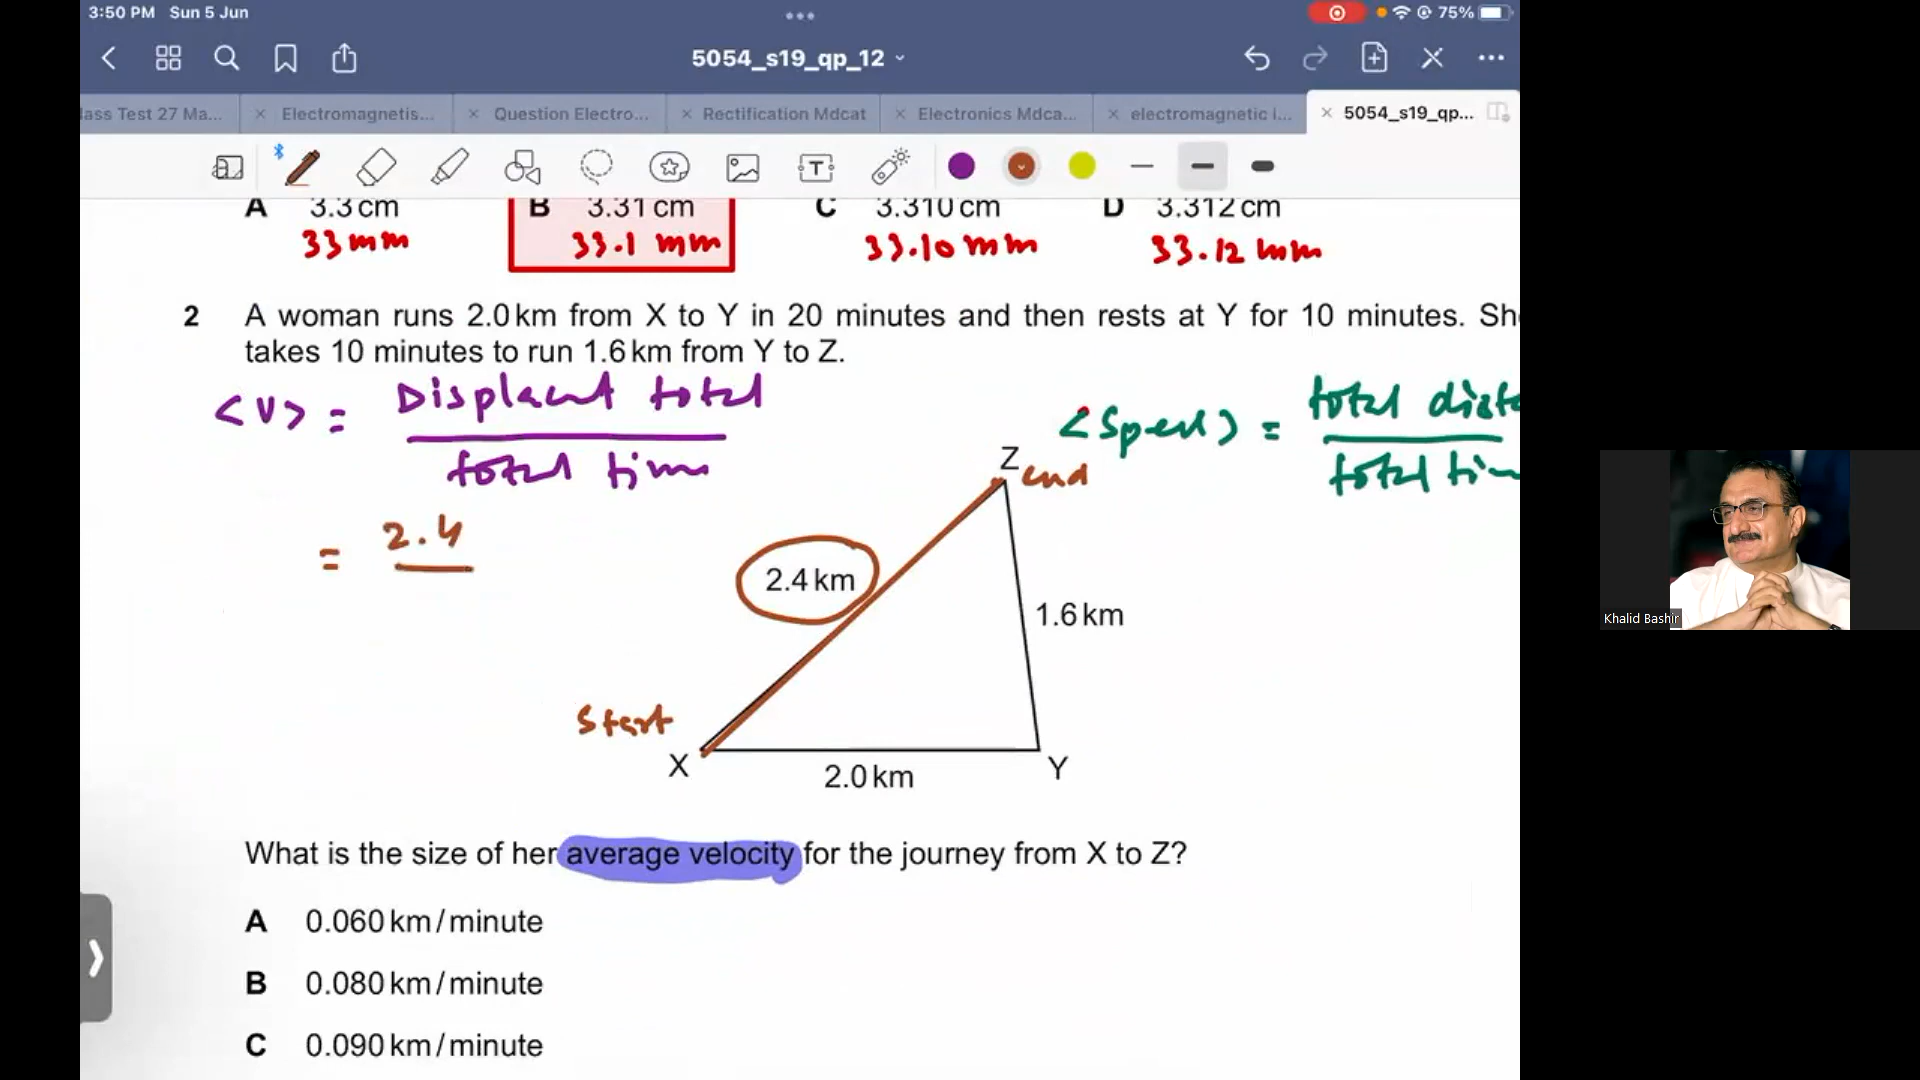 3:50 PM Sun 5 Jun
75%
5054_s19_qp_12
ass Test 27 Ma...
Electromagnetis...
Question Electro...
Rectification Mdcat
Electronics Mdca...
electromagnetic i...
5054_s19_qp...
A 3.3 cm B 3.31 cm C 3.310 cm D 3.312 cm
33 mm 33.1 mm 33.10 mm 33.12 mm
2 A woman runs 2.0 km from X to Y in 20 minutes and then rests at Y for 10 minutes. Sh
takes 10 minutes to run 1.6 km from Y to Z.
<V> = Displacut total
total time
<Speed> = total dista
total tim
Z end
= 2.4
2.4 km
1.6 km
Start
X
Y
2.0 km
What is the size of her average velocity for the journey from X to Z?
A 0.060 km / minute
B 0.080 km / minute
C 0.090 km / minute
Khalid Bashir